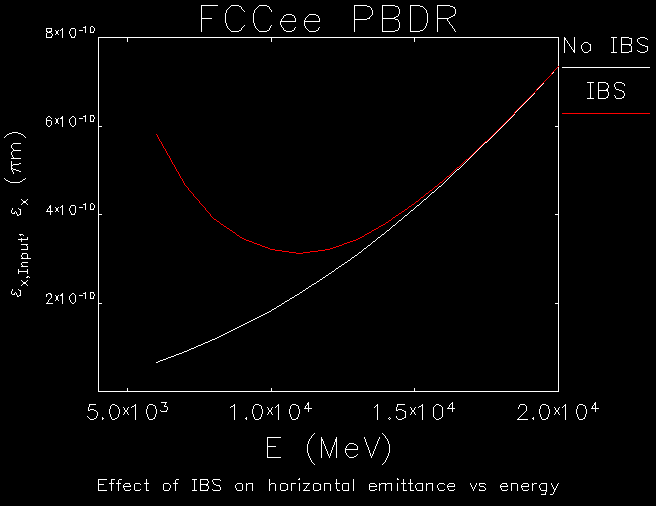 FCCee PBDR
8×10⁻¹⁰
6×10⁻¹⁰
4×10⁻¹⁰
2×10⁻¹⁰
εx,Input, εx (πm)
No IBS
IBS
5.0×10³ 1.0×10⁴ 1.5×10⁴ 2.0×10⁴
E (MeV)
Effect of IBS on horizontal emittance vs energy